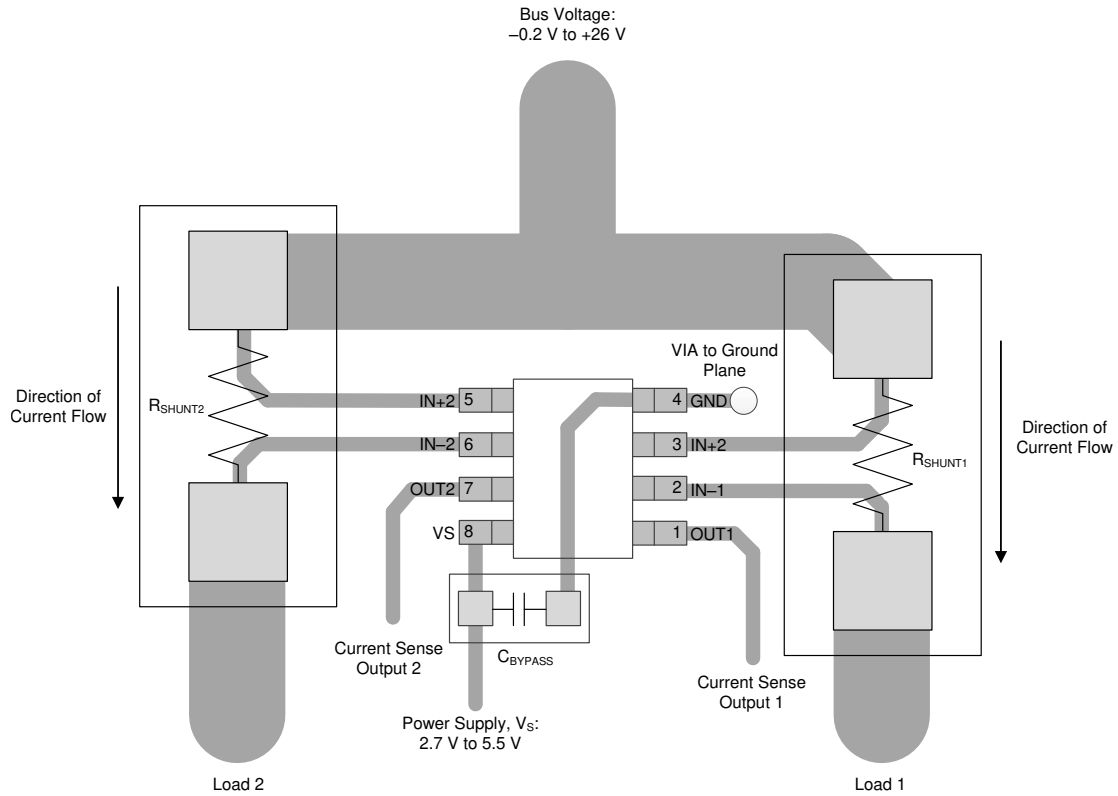 Bus Voltage:
–0.2 V to +26 V
VIA to Ground
Plane
Direction of
Current Flow
RSHUNT2
IN+2 5
4 GND
IN–2 6
3 IN+2
RSHUNT1
Direction of
Current Flow
OUT2 7
2 IN–1
VS 8
1 OUT1
CBYPASS
Current Sense
Output 2
Current Sense
Output 1
Power Supply, VS:
2.7 V to 5.5 V
Load 2
Load 1